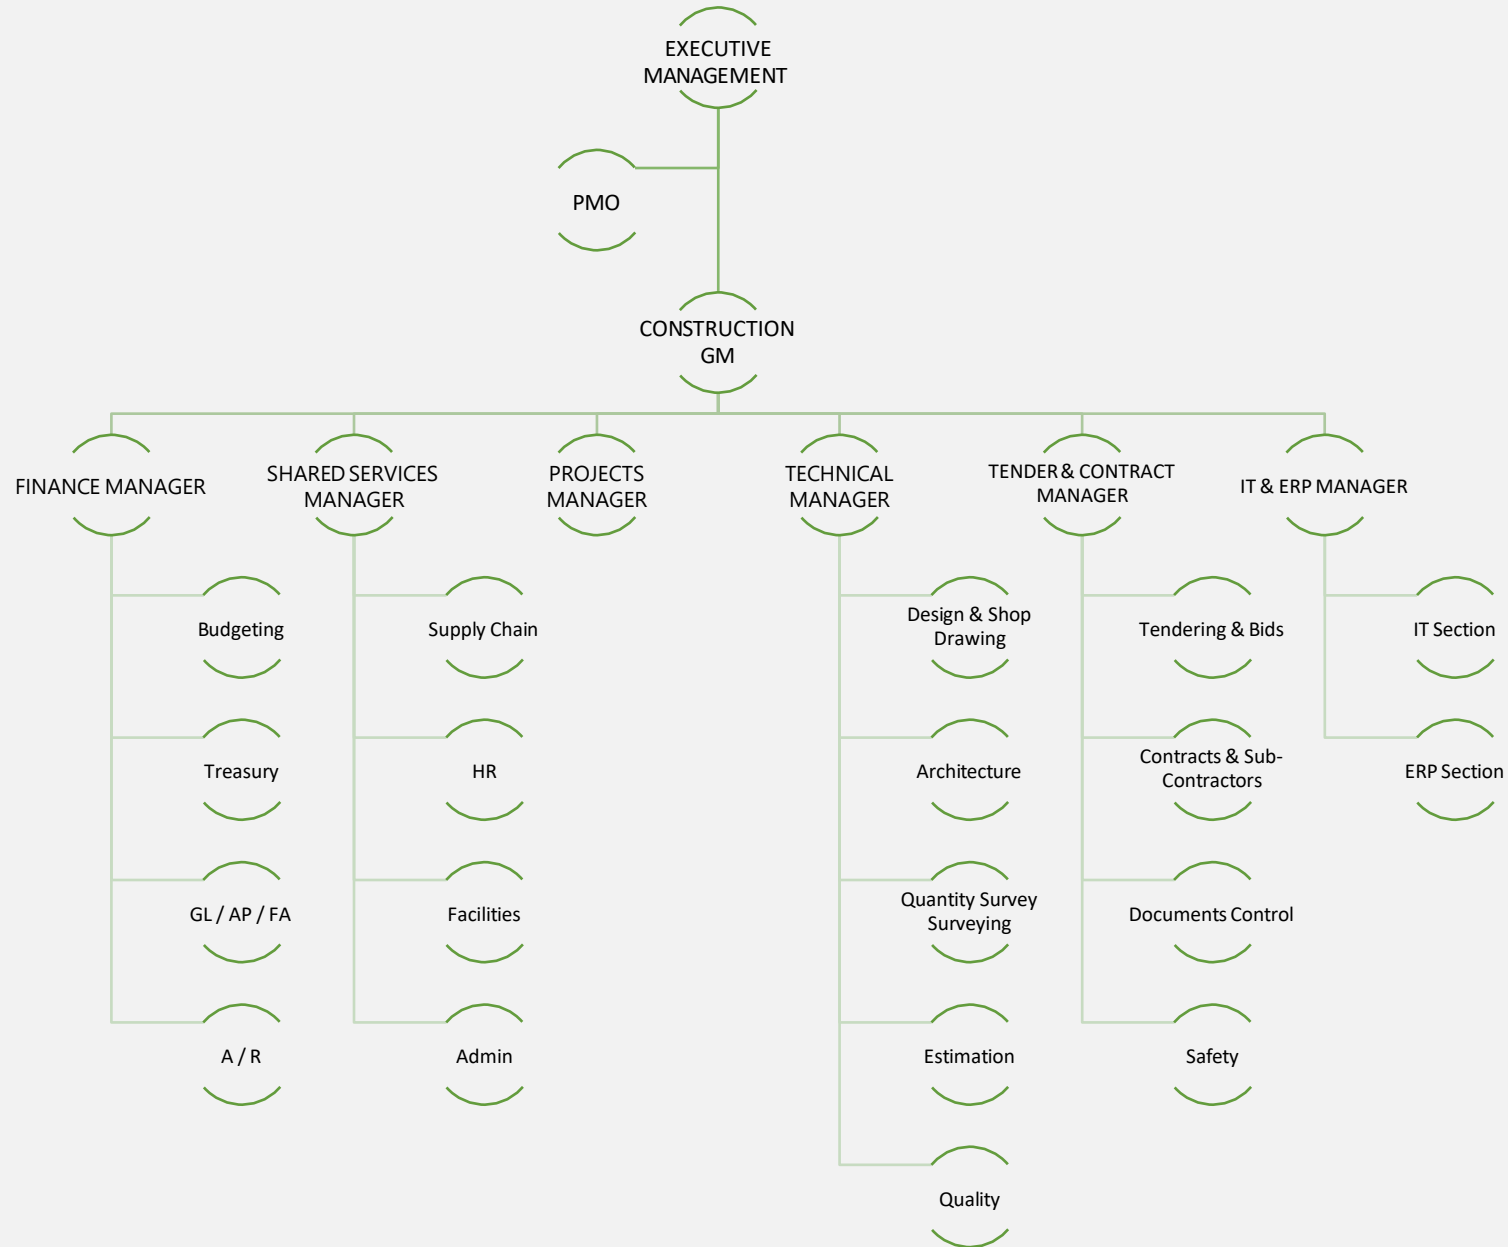 EXECUTIVE
MANAGEMENT
PMO
CONSTRUCTION
GM
FINANCE MANAGER
SHARED SERVICES
MANAGER
PROJECTS
MANAGER
TECHNICAL
MANAGER
TENDER & CONTRACT
MANAGER
IT & ERP MANAGER
Budgeting
Treasury
GL / AP / FA
A / R
Supply Chain
HR
Facilities
Admin
Design & Shop
Drawing
Architecture
Quantity Survey
Surveying
Estimation
Quality
Tendering & Bids
Contracts & Sub-
Contractors
Documents Control
Safety
IT Section
ERP Section